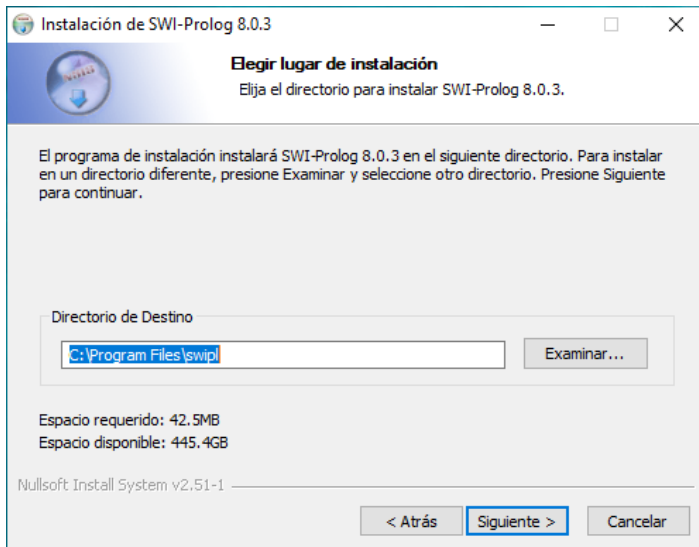 Instalación de SWI-Prolog 8.0.3
Elegir lugar de instalación
Elija el directorio para instalar SWI-Prolog 8.0.3.
El programa de instalación instalará SWI-Prolog 8.0.3 en el siguiente directorio. Para instalar
en un directorio diferente, presione Examinar y seleccione otro directorio. Presione Siguiente
para continuar.
Directorio de Destino
C:\Program Files\swipl
Examinar...
Espacio requerido: 42.5MB
Espacio disponible: 445.4GB
Nullsoft Install System v2.51-1
< Atrás
Siguiente >
Cancelar